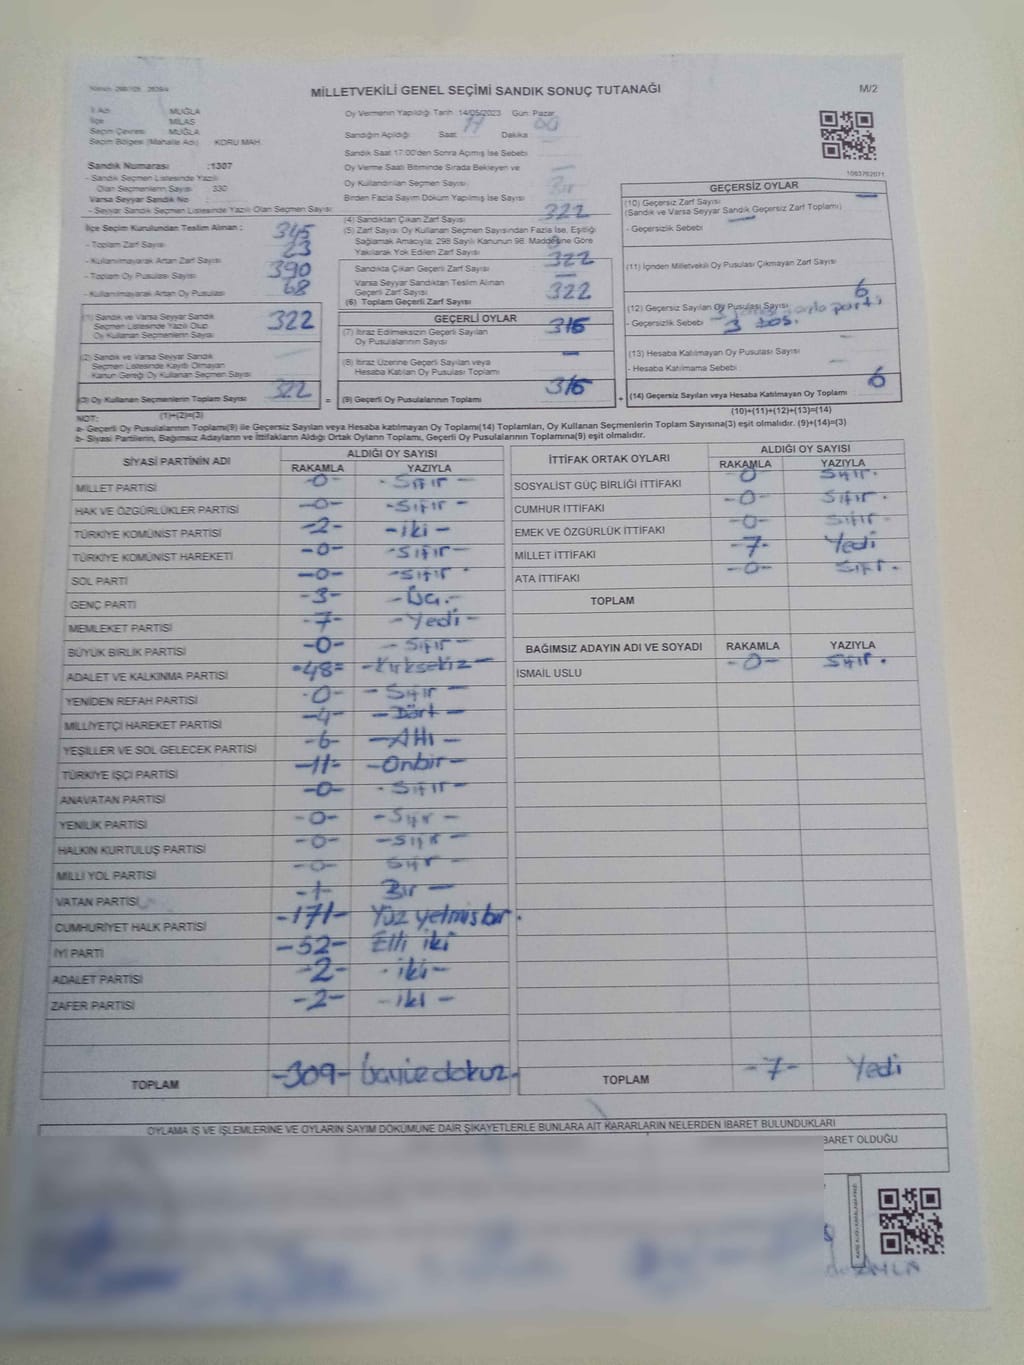 MİLLETVEKİLİ GENEL SEÇİMİ SANDIK SONUÇ TUTANAĞI
M/2
İl Adı MUĞLA
İlçe MİLAS
Seçim Çevresi MUĞLA
Seçim Bölgesi (Mahalle Adı) KORU MAH.
Oy Vermenin Yapıldığı Tarih 14/05/2023 Gün: Pazar
Sandığın Açıldığı Saat 17 Dakika 00
Sandık Saat 17:00'den Sonra Açımış İse Sebebi
Oy Verme Saati Bitiminde Sırada Bekleyen ve
Oy Kullandırılan Seçmen Sayısı —
Birden Fazla Sayım Döküm Yapılmış İse Sayısı Bir
1063762071
Sandık Numarası :1307
- Sandık Seçmen Listesinde Yazılı
Olan Seçmenlerin Sayısı 330
Varsa Seyyar Sandık No
- Seyyar Sandık Seçmen Listesinde Yazılı Olan Seçmen Sayısı
İlçe Seçim Kurulundan Teslim Alınan ;
- Toplam Zarf Sayısı 345
- Kullanılmayarak Artan Zarf Sayısı 23
- Toplam Oy Pusulası Sayısı 390
- Kullanılmayarak Artan Oy Pusulası 68
(1) Sandık ve Varsa Seyyar Sandık
Seçmen Listesinde Yazılı Olup
Oy Kullanan Seçmenlerin Sayısı 322
(2) Sandık ve Varsa Seyyar Sandık
Seçmen Listesinde Kayıtlı Olmayan
Kanun Gereği Oy Kullanan Seçmen Sayısı
(3) Oy Kullanan Seçmenlerin Toplam Sayısı 322
(4) Sandıktan Çıkan Zarf Sayısı 322
(5) Zarf Sayısı Oy Kullanan Seçmen Sayısından Fazla İse, Eşitliği
Sağlamak Amacıyla; 298 Sayılı Kanunun 98. Maddesine Göre
Yakılarak Yok Edilen Zarf Sayısı
Sandıkta Çıkan Geçerli Zarf Sayısı 322
Varsa Seyyar Sandıktan Teslim Alınan
Geçerli Zarf Sayısı —
(6) Toplam Geçerli Zarf Sayısı 322
GEÇERLİ OYLAR
(7) İtiraz Edilmeksizin Geçerli Sayılan
Oy Pusulalarının Sayısı 316
(8) İtiraz Üzerine Geçerli Sayılan veya
Hesaba Katılan Oy Pusulası Toplamı —
= (9) Geçerli Oy Pusulalarının Toplamı 316
GEÇERSİZ OYLAR
(10) Geçersiz Zarf Sayısı —
(Sandık ve Varsa Seyyar Sandık Geçersiz Zarf Toplamı)
- Geçersizlik Sebebi —
(11) İçinden Milletvekili Oy Pusulası Çıkmayan Zarf Sayısı
(12) Geçersiz Sayılan Oy Pusulası Sayısı 6
- Geçersizlik Sebebi 3 boş.
(13) Hesaba Katılmayan Oy Pusulası Sayısı
- Hesaba Katılmama Sebebi
+ (14) Geçersiz Sayılan veya Hesaba Katılmayan Oy Toplamı 6
NOT: (1)+(2)=(3)
(10)+(11)+(12)+(13)=(14)
a- Geçerli Oy Pusulalarının Toplamı(9) ile Geçersiz Sayılan veya Hesaba katılmayan Oy Toplamı(14) Toplamları, Oy Kullanan Seçmenlerin Toplam Sayısına(3) eşit olmalıdır. (9)+(14)=(3)
b- Siyasi Partilerin, Bağımsız Adayların ve İttifakların Aldığı Ortak Oyların Toplamı, Geçerli Oy Pusulalarının Toplamına(9) eşit olmalıdır.
SİYASİ PARTİNİN ADI ALDIĞI OY SAYISI
RAKAMLA YAZIYLA
MİLLET PARTİSİ -0- - Sıfır -
HAK VE ÖZGÜRLÜKLER PARTİSİ -0- -Sıfır -
TÜRKİYE KOMÜNİST PARTİSİ -2- -iki -
TÜRKİYE KOMÜNİST HAREKETİ -0- -Sıfır -
SOL PARTİ -0- -Sıfır -
GENÇ PARTİ -3- -Üç.-
MEMLEKET PARTİSİ -7- -Yedi -
BÜYÜK BİRLİK PARTİSİ -0- - Sıfır -
ADALET VE KALKINMA PARTİSİ -48- -Kırksekiz -
YENİDEN REFAH PARTİSİ -0- - Sıfır -
MİLLİYETÇİ HAREKET PARTİSİ -4- - Dört -
YEŞİLLER VE SOL GELECEK PARTİSİ -6- -Altı -
TÜRKİYE İŞÇİ PARTİSİ -11- -Onbir -
ANAVATAN PARTİSİ -0- - Sıfır -
YENİLİK PARTİSİ -0- -Sıfır -
HALKIN KURTULUŞ PARTİSİ -0- -Sıfır -
MİLLİ YOL PARTİSİ -0- Sıfır -
VATAN PARTİSİ -1- Bir -
CUMHURİYET HALK PARTİSİ -171- Yüz yetmişbir.
İYİ PARTİ -52- Elli iki
ADALET PARTİSİ -2- - iki -
ZAFER PARTİSİ -2- - iki -
TOPLAM -309- üçyüzdokuz.
İTTİFAK ORTAK OYLARI ALDIĞI OY SAYISI
RAKAMLA YAZIYLA
SOSYALİST GÜÇ BİRLİĞİ İTTİFAKI -0- Sıfır.
CUMHUR İTTİFAKI -0- Sıfır.
EMEK VE ÖZGÜRLÜK İTTİFAKI -0- Sıfır.
MİLLET İTTİFAKI -7- Yedi
ATA İTTİFAKI -0- Sıfır.
TOPLAM
BAĞIMSIZ ADAYIN ADI VE SOYADI RAKAMLA YAZIYLA
İSMAİL USLU -0- Sıfır.
TOPLAM -7- Yedi
OYLAMA İŞ VE İŞLEMLERİNE VE OYLARIN SAYIM DÖKÜMÜNE DAİR ŞİKAYETLERLE BUNLARA AİT KARARLARIN NELERDEN İBARET BULUNDUKLARI
BARET OLDUĞU